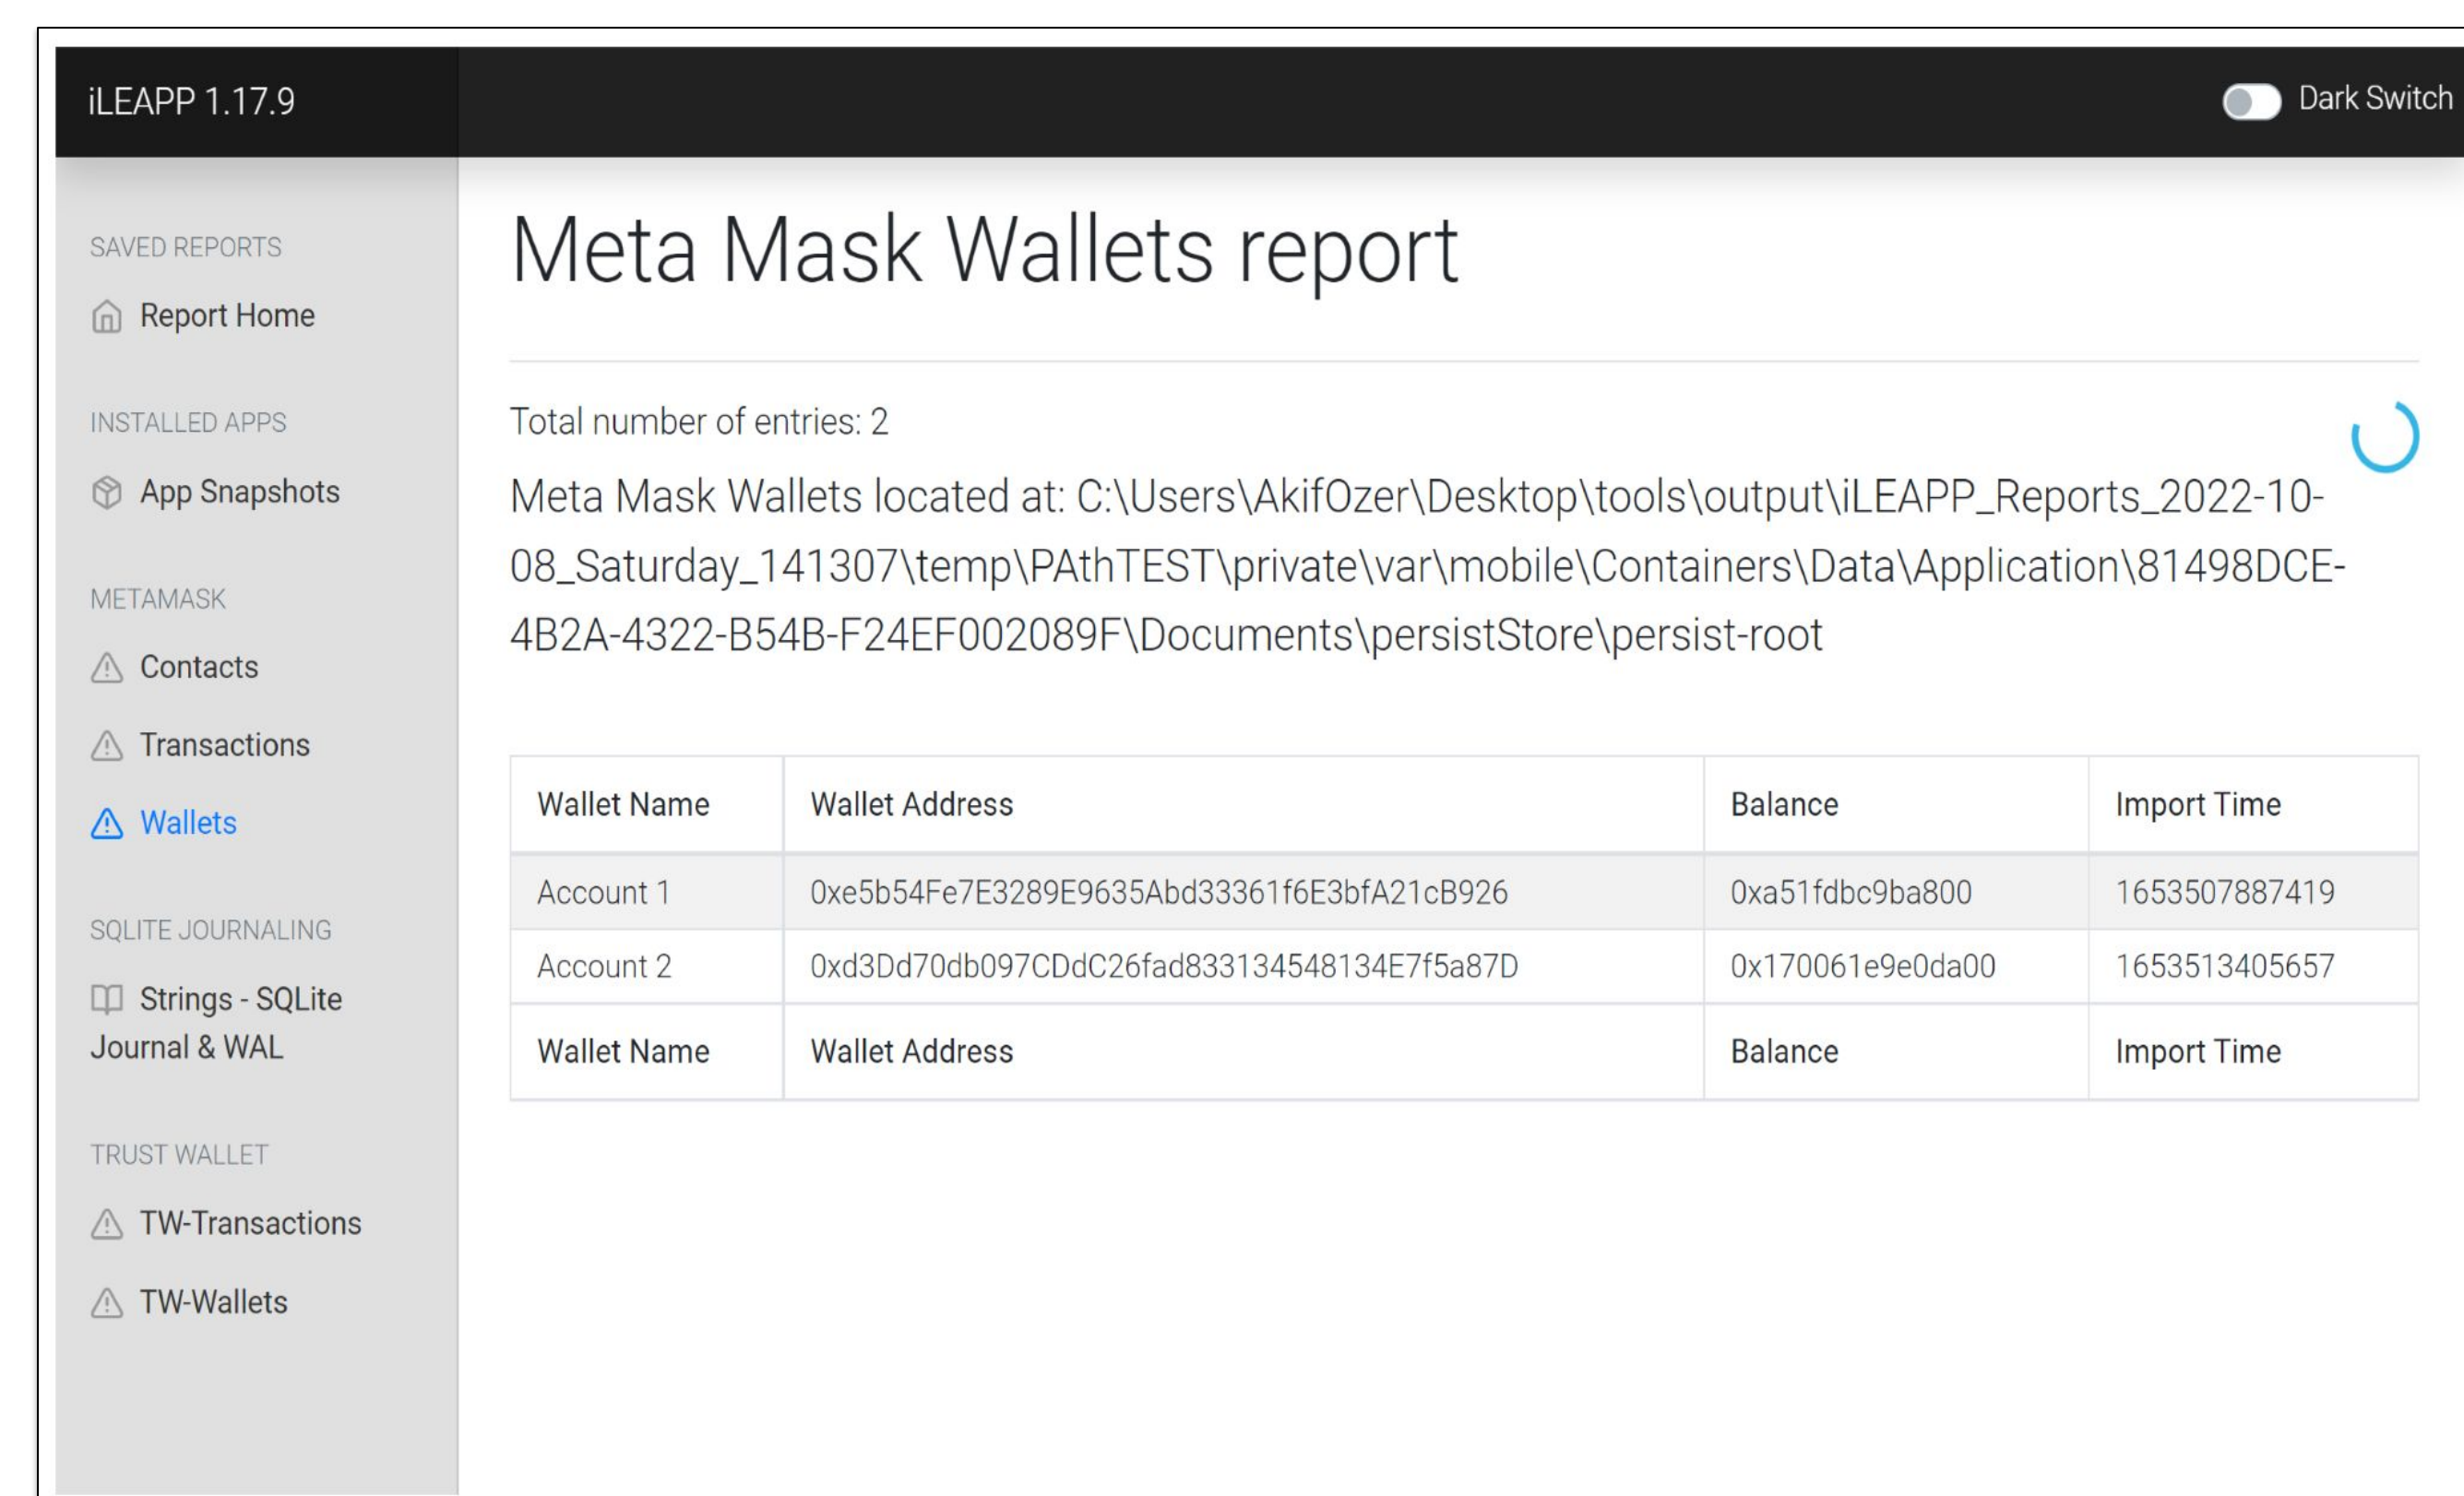 iLEAPP 1.17.9
Dark Switch
SAVED REPORTS
Report Home
INSTALLED APPS
App Snapshots
METAMASK
Contacts
Transactions
Wallets
SQLITE JOURNALING
Strings - SQLite
Journal & WAL
TRUST WALLET
TW-Transactions
TW-Wallets
Meta Mask Wallets report
Total number of entries: 2
Meta Mask Wallets located at: C:\Users\AkifOzer\Desktop\tools\output\iLEAPP_Reports_2022-10-
08_Saturday_141307\temp\PAthTEST\private\var\mobile\Containers\Data\Application\81498DCE-
4B2A-4322-B54B-F24EF002089F\Documents\persistStore\persist-root
Wallet Name Wallet Address Balance Import Time
Account 1 0xe5b54Fe7E3289E9635Abd33361f6E3bfA21cB926 0xa51fdbc9ba800 1653507887419
Account 2 0xd3Dd70db097CDdC26fad833134548134E7f5a87D 0x170061e9e0da00 1653513405657
Wallet Name Wallet Address Balance Import Time